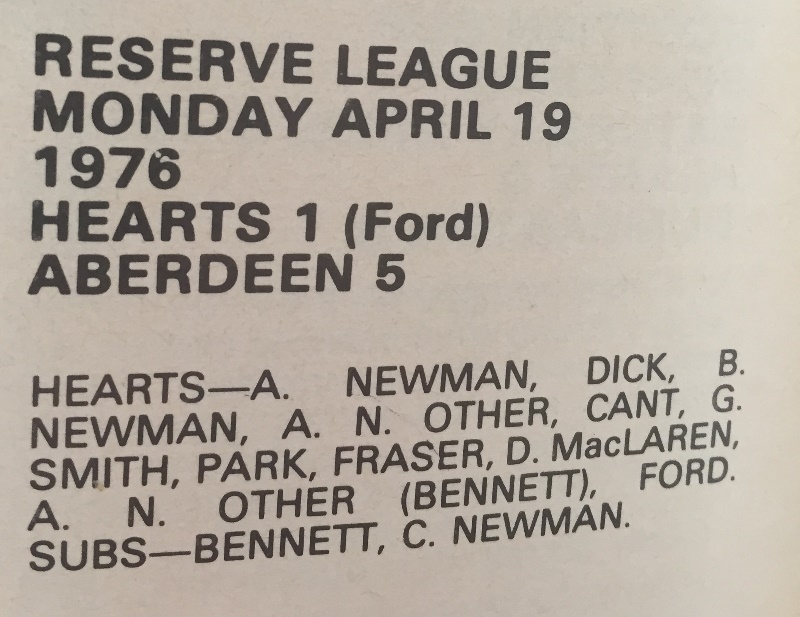 RESERVE LEAGUE
MONDAY APRIL 19
1976
HEARTS 1 (Ford)
ABERDEEN 5
HEARTS—A. NEWMAN, DICK, B.
NEWMAN, A. N. OTHER, CANT, G.
SMITH, PARK, FRASER, D. MacLAREN,
A. N. OTHER (BENNETT), FORD.
SUBS—BENNETT, C. NEWMAN.